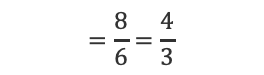 = 8/6 = 4/3